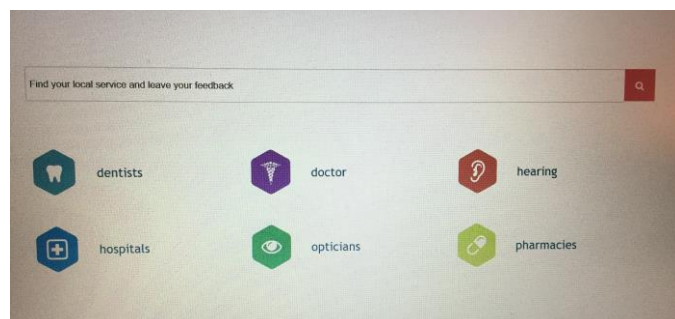 Find your local service and leave your feedback
dentists
doctor
hearing
hospitals
opticians
pharmacies